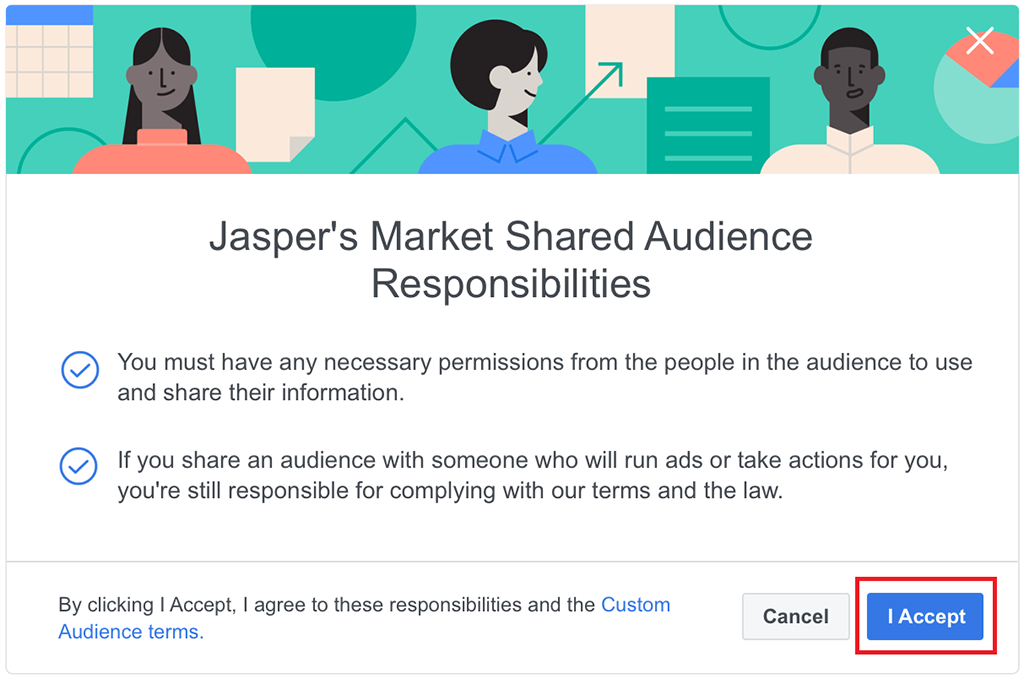 Jasper's Market Shared Audience
Responsibilities
You must have any necessary permissions from the people in the audience to use
and share their information.
If you share an audience with someone who will run ads or take actions for you,
you're still responsible for complying with our terms and the law.
By clicking I Accept, I agree to these responsibilities and the Custom
Audience terms.
Cancel
I Accept